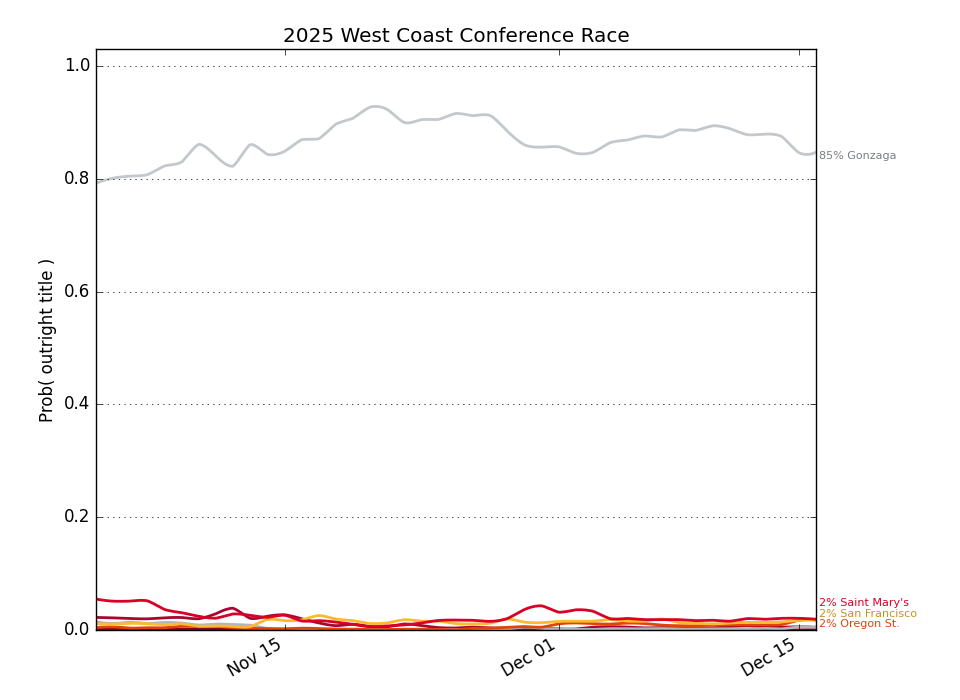 2025 West Coast Conference Race
Prob( outright title )
1.0
0.8
0.6
0.4
0.2
0.0
85% Gonzaga
2% Saint Mary's
2% San Francisco
2% Oregon St.
Nov 15
Dec 01
Dec 15